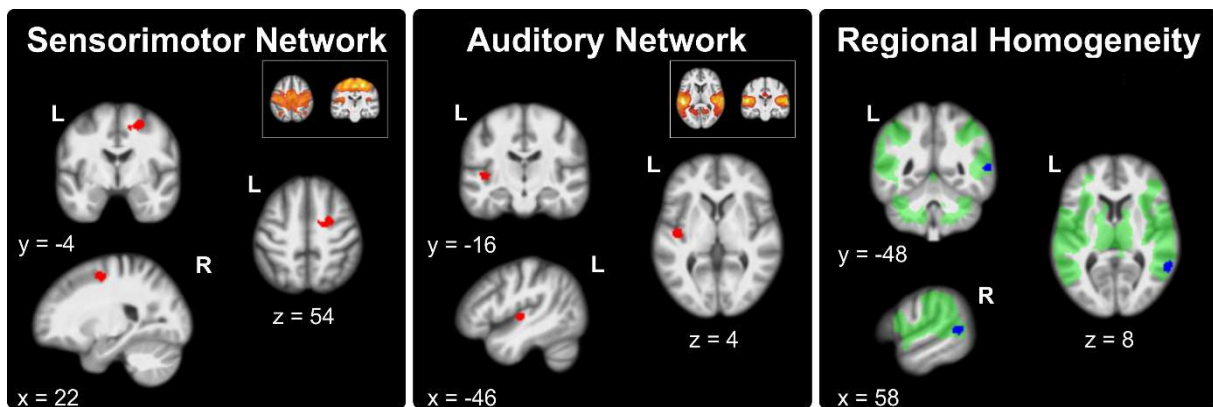 Sensorimotor Network
L
L
y = -4
R
z = 54
x = 22
Auditory Network
L
L
y = -16
L
z = 4
x = -46
Regional Homogeneity
L
L
y = -48
R
z = 8
x = 58